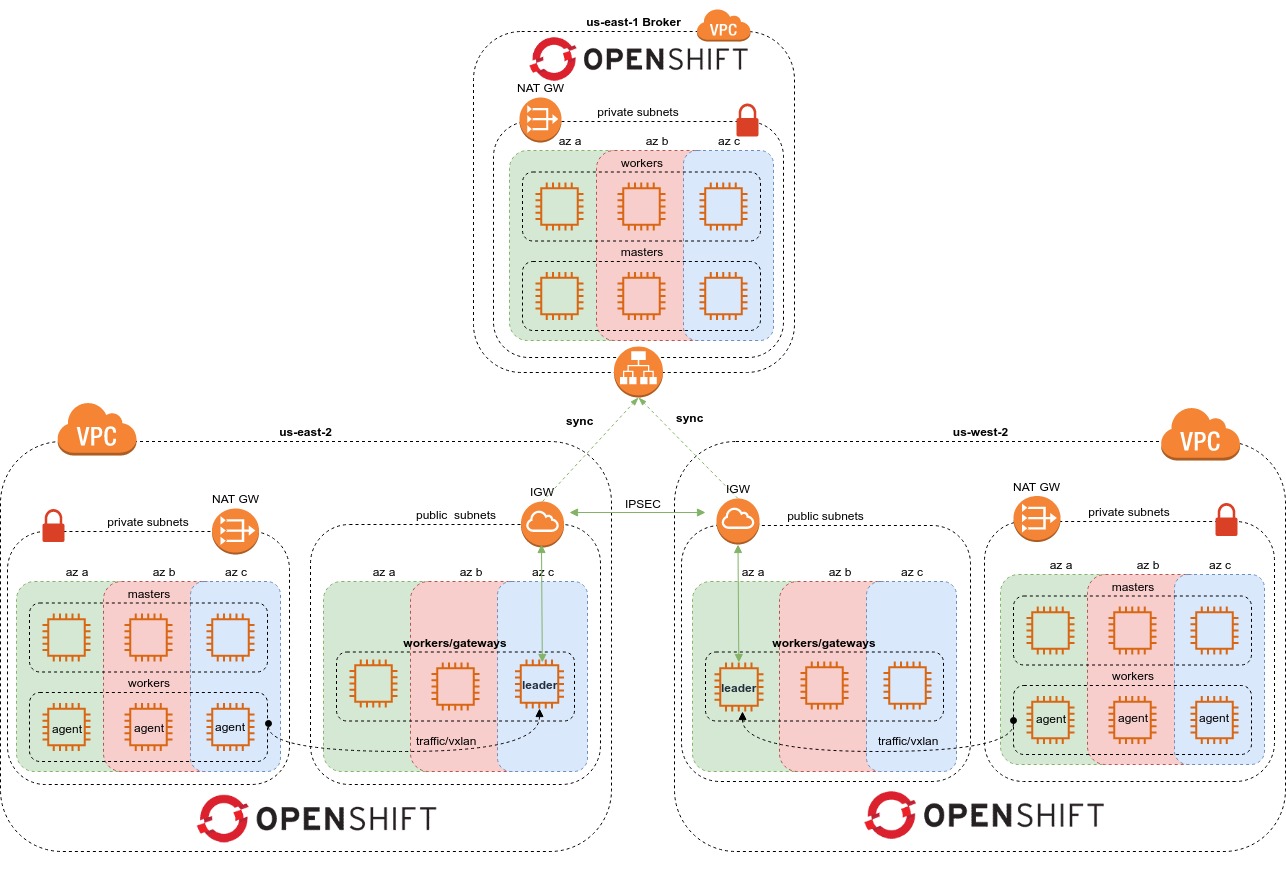 us-east-1 Broker
VPC
OPENSHIFT
NAT GW
private subnets
az a
az b
az c
workers
masters
sync
sync
VPC
us-east-2
us-west-2
VPC
NAT GW
private subnets
public subnets
IGW
IPSEC
IGW
public subnets
NAT GW
private subnets
az a
az b
az c
masters
workers
agent
agent
agent
az a
az b
az c
workers/gateways
leader
traffic/vxlan
az a
az b
az c
workers/gateways
leader
traffic/vxlan
az a
az b
az c
masters
workers
agent
agent
agent
OPENSHIFT
OPENSHIFT